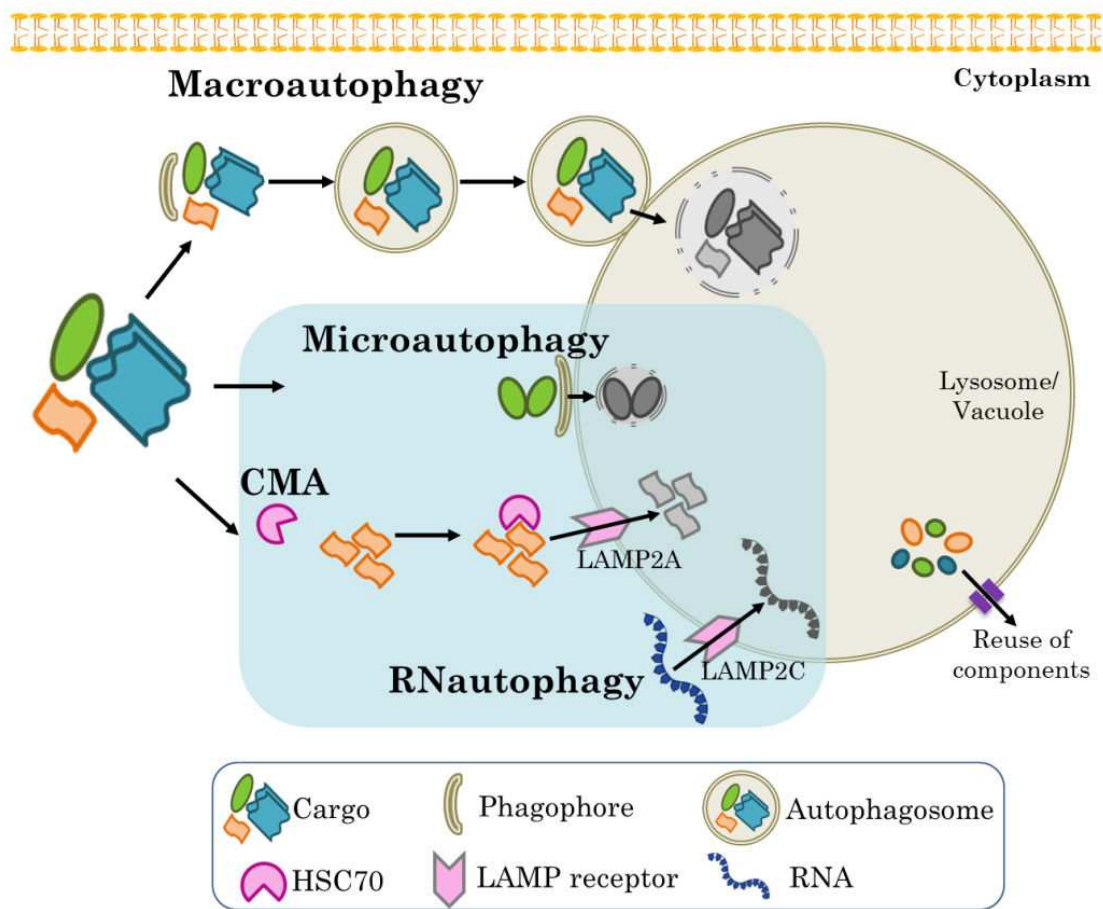 Cytoplasm
Macroautophagy
Microautophagy
Lysosome/
Vacuole
CMA
LAMP2A
Reuse of
components
LAMP2C
RNautophagy
Cargo
Phagophore
Autophagosome
HSC70
LAMP receptor
RNA